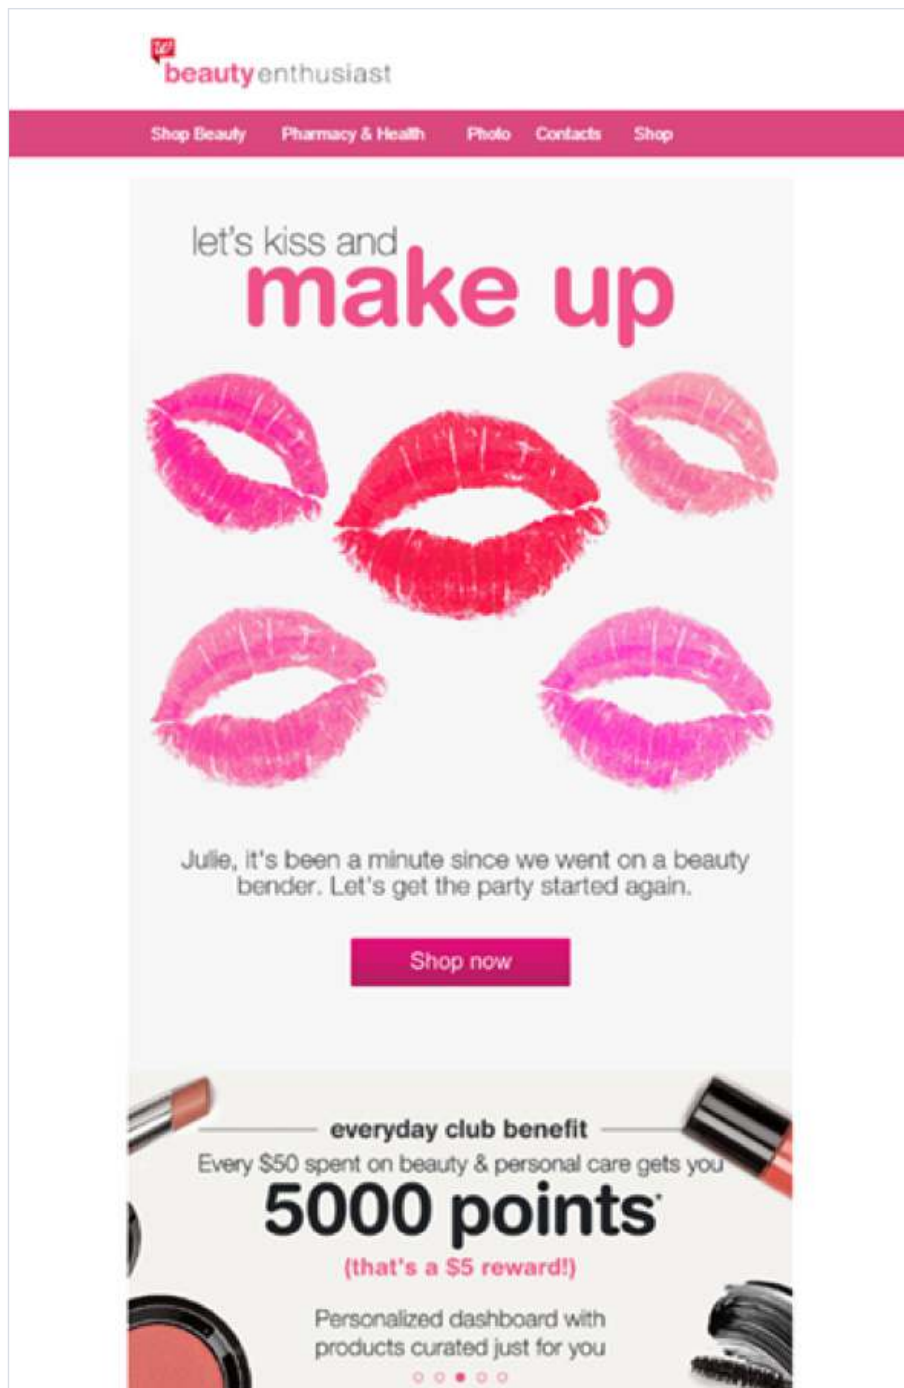 W
beauty enthusiast
Shop Beauty Pharmacy & Health Photo Contacts Shop
let's kiss and
make up
Julie, it's been a minute since we went on a beauty
bender. Let's get the party started again.
Shop now
everyday club benefit
Every $50 spent on beauty & personal care gets you
5000 points*
(that's a $5 reward!)
Personalized dashboard with
products curated just for you